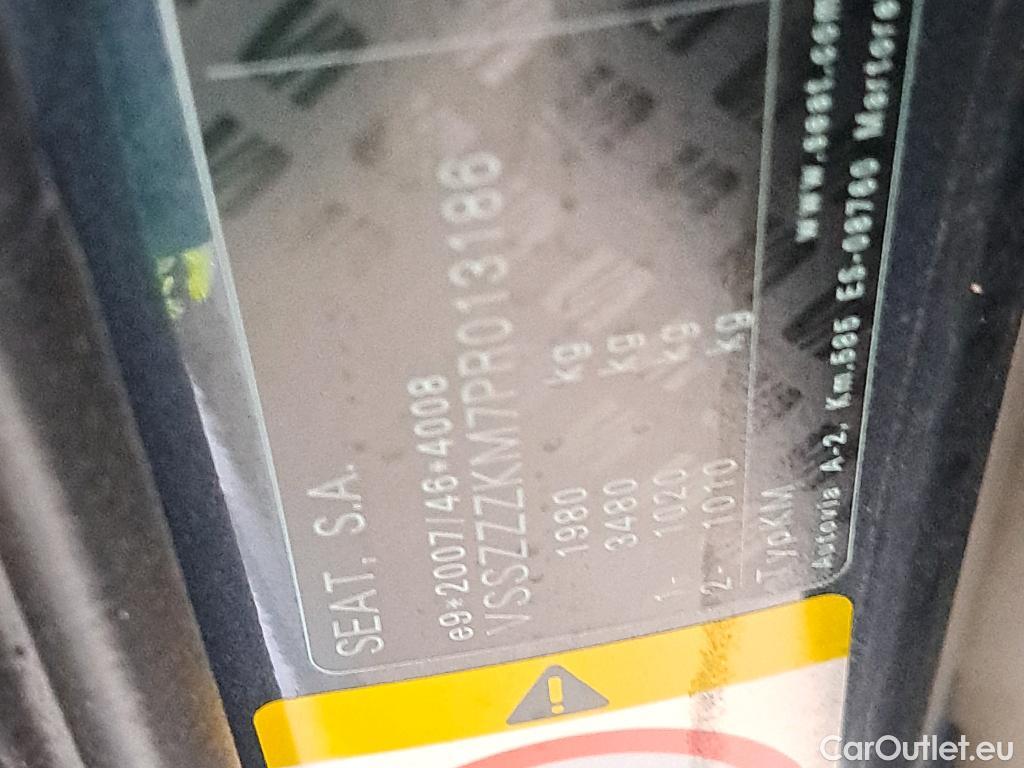 SEAT, S.A.
e9*2007/46*4008
VSSZZZKM7PR013186
1980 kg
3480 kg
1- 1020 kg
2- 1010 kg
TypKM
www.seat.com
Autovia A-2, Km.585 ES-08760 Martore
CarOutlet.eu